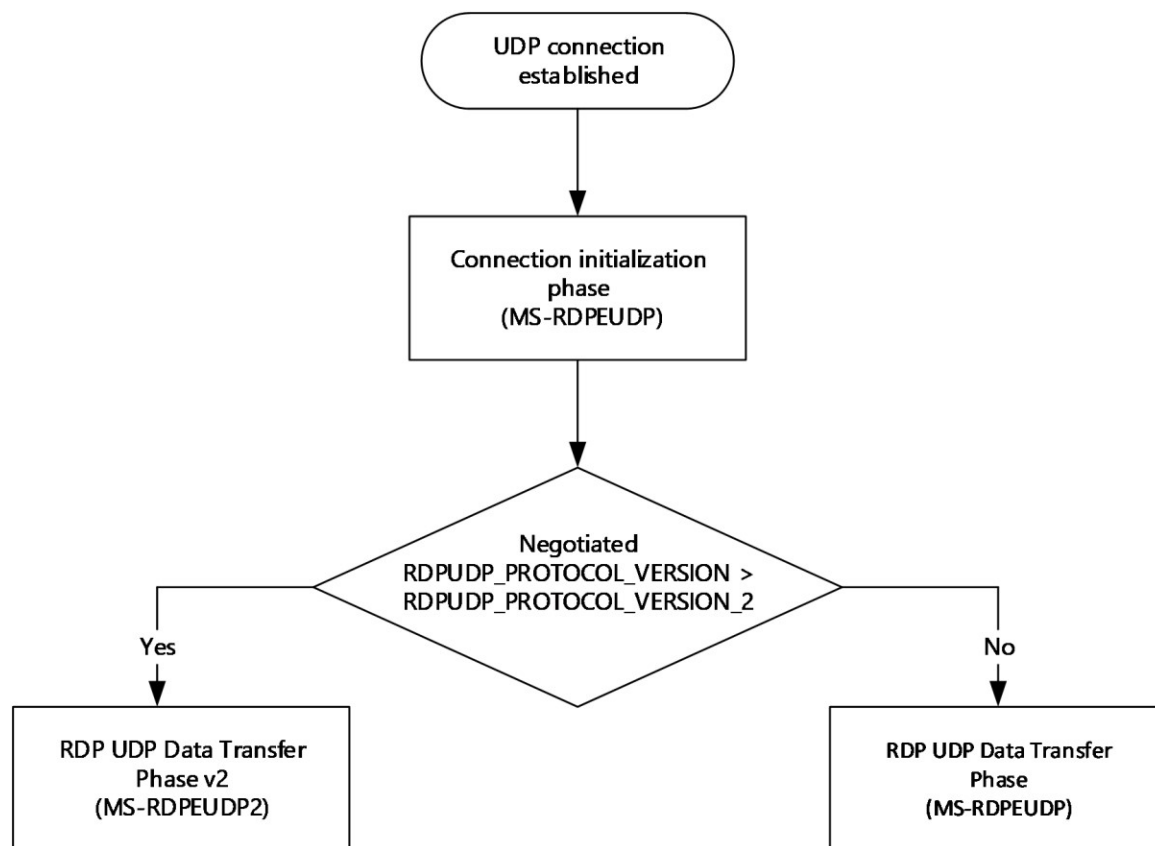 UDP connection
established
Connection initialization
phase
(MS-RDPEUDP)
Negotiated
RDPUDP_PROTOCOL_VERSION >
RDPUDP_PROTOCOL_VERSION_2
Yes
No
RDP UDP Data Transfer
Phase v2
(MS-RDPEUDP2)
RDP UDP Data Transfer
Phase
(MS-RDPEUDP)